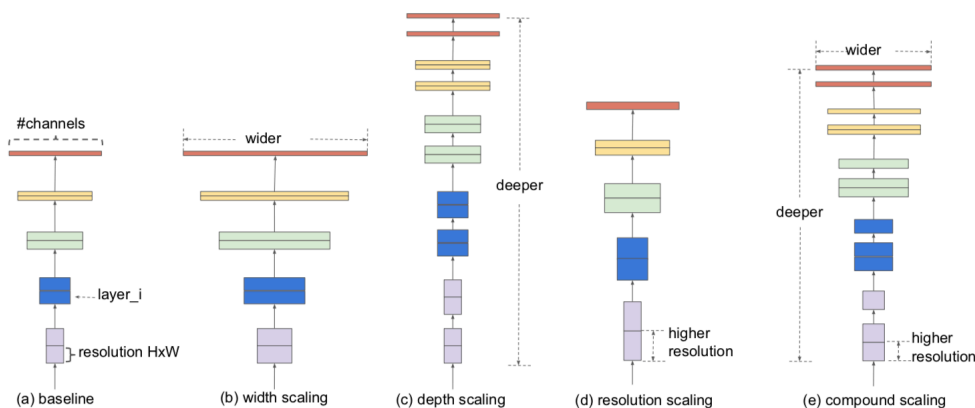 #channels
layer_i
resolution HxW
(a) baseline
wider
(b) width scaling
deeper
(c) depth scaling
higher
resolution
(d) resolution scaling
wider
deeper
higher
resolution
(e) compound scaling